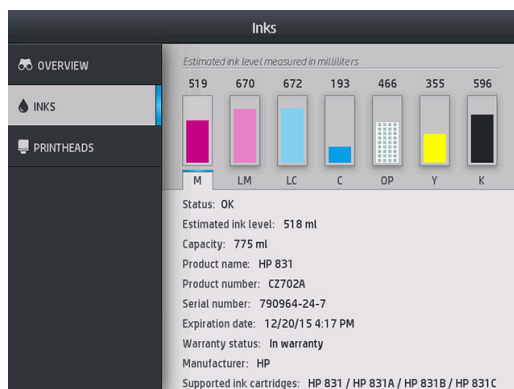 Inks
OVERVIEW
INKS
PRINTHEADS
Estimated ink level measured in milliliters
519 670 672 193 466 355 596
M LM LC C OP Y K
Status: OK
Estimated ink level: 518 ml
Capacity: 775 ml
Product name: HP 831
Product number: CZ702A
Serial number: 790964-24-7
Expiration date: 12/20/15 4:17 PM
Warranty status: In warranty
Manufacturer: HP
Supported ink cartridges: HP 831 / HP 831A / HP 831B / HP 831C